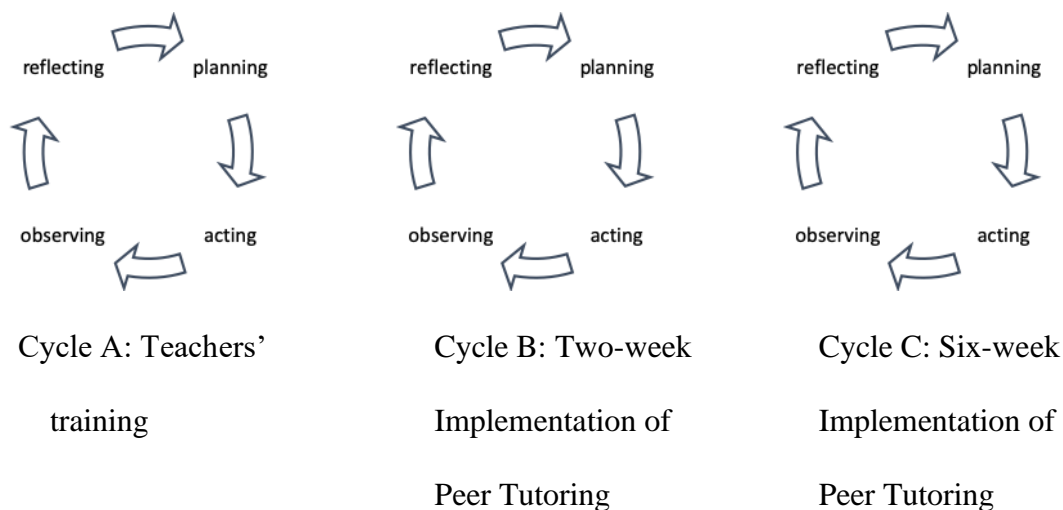 reflecting planning reflecting planning reflecting planning
observing acting observing acting observing acting
Cycle A: Teachers’
training
Cycle B: Two-week
Implementation of
Peer Tutoring
Cycle C: Six-week
Implementation of
Peer Tutoring